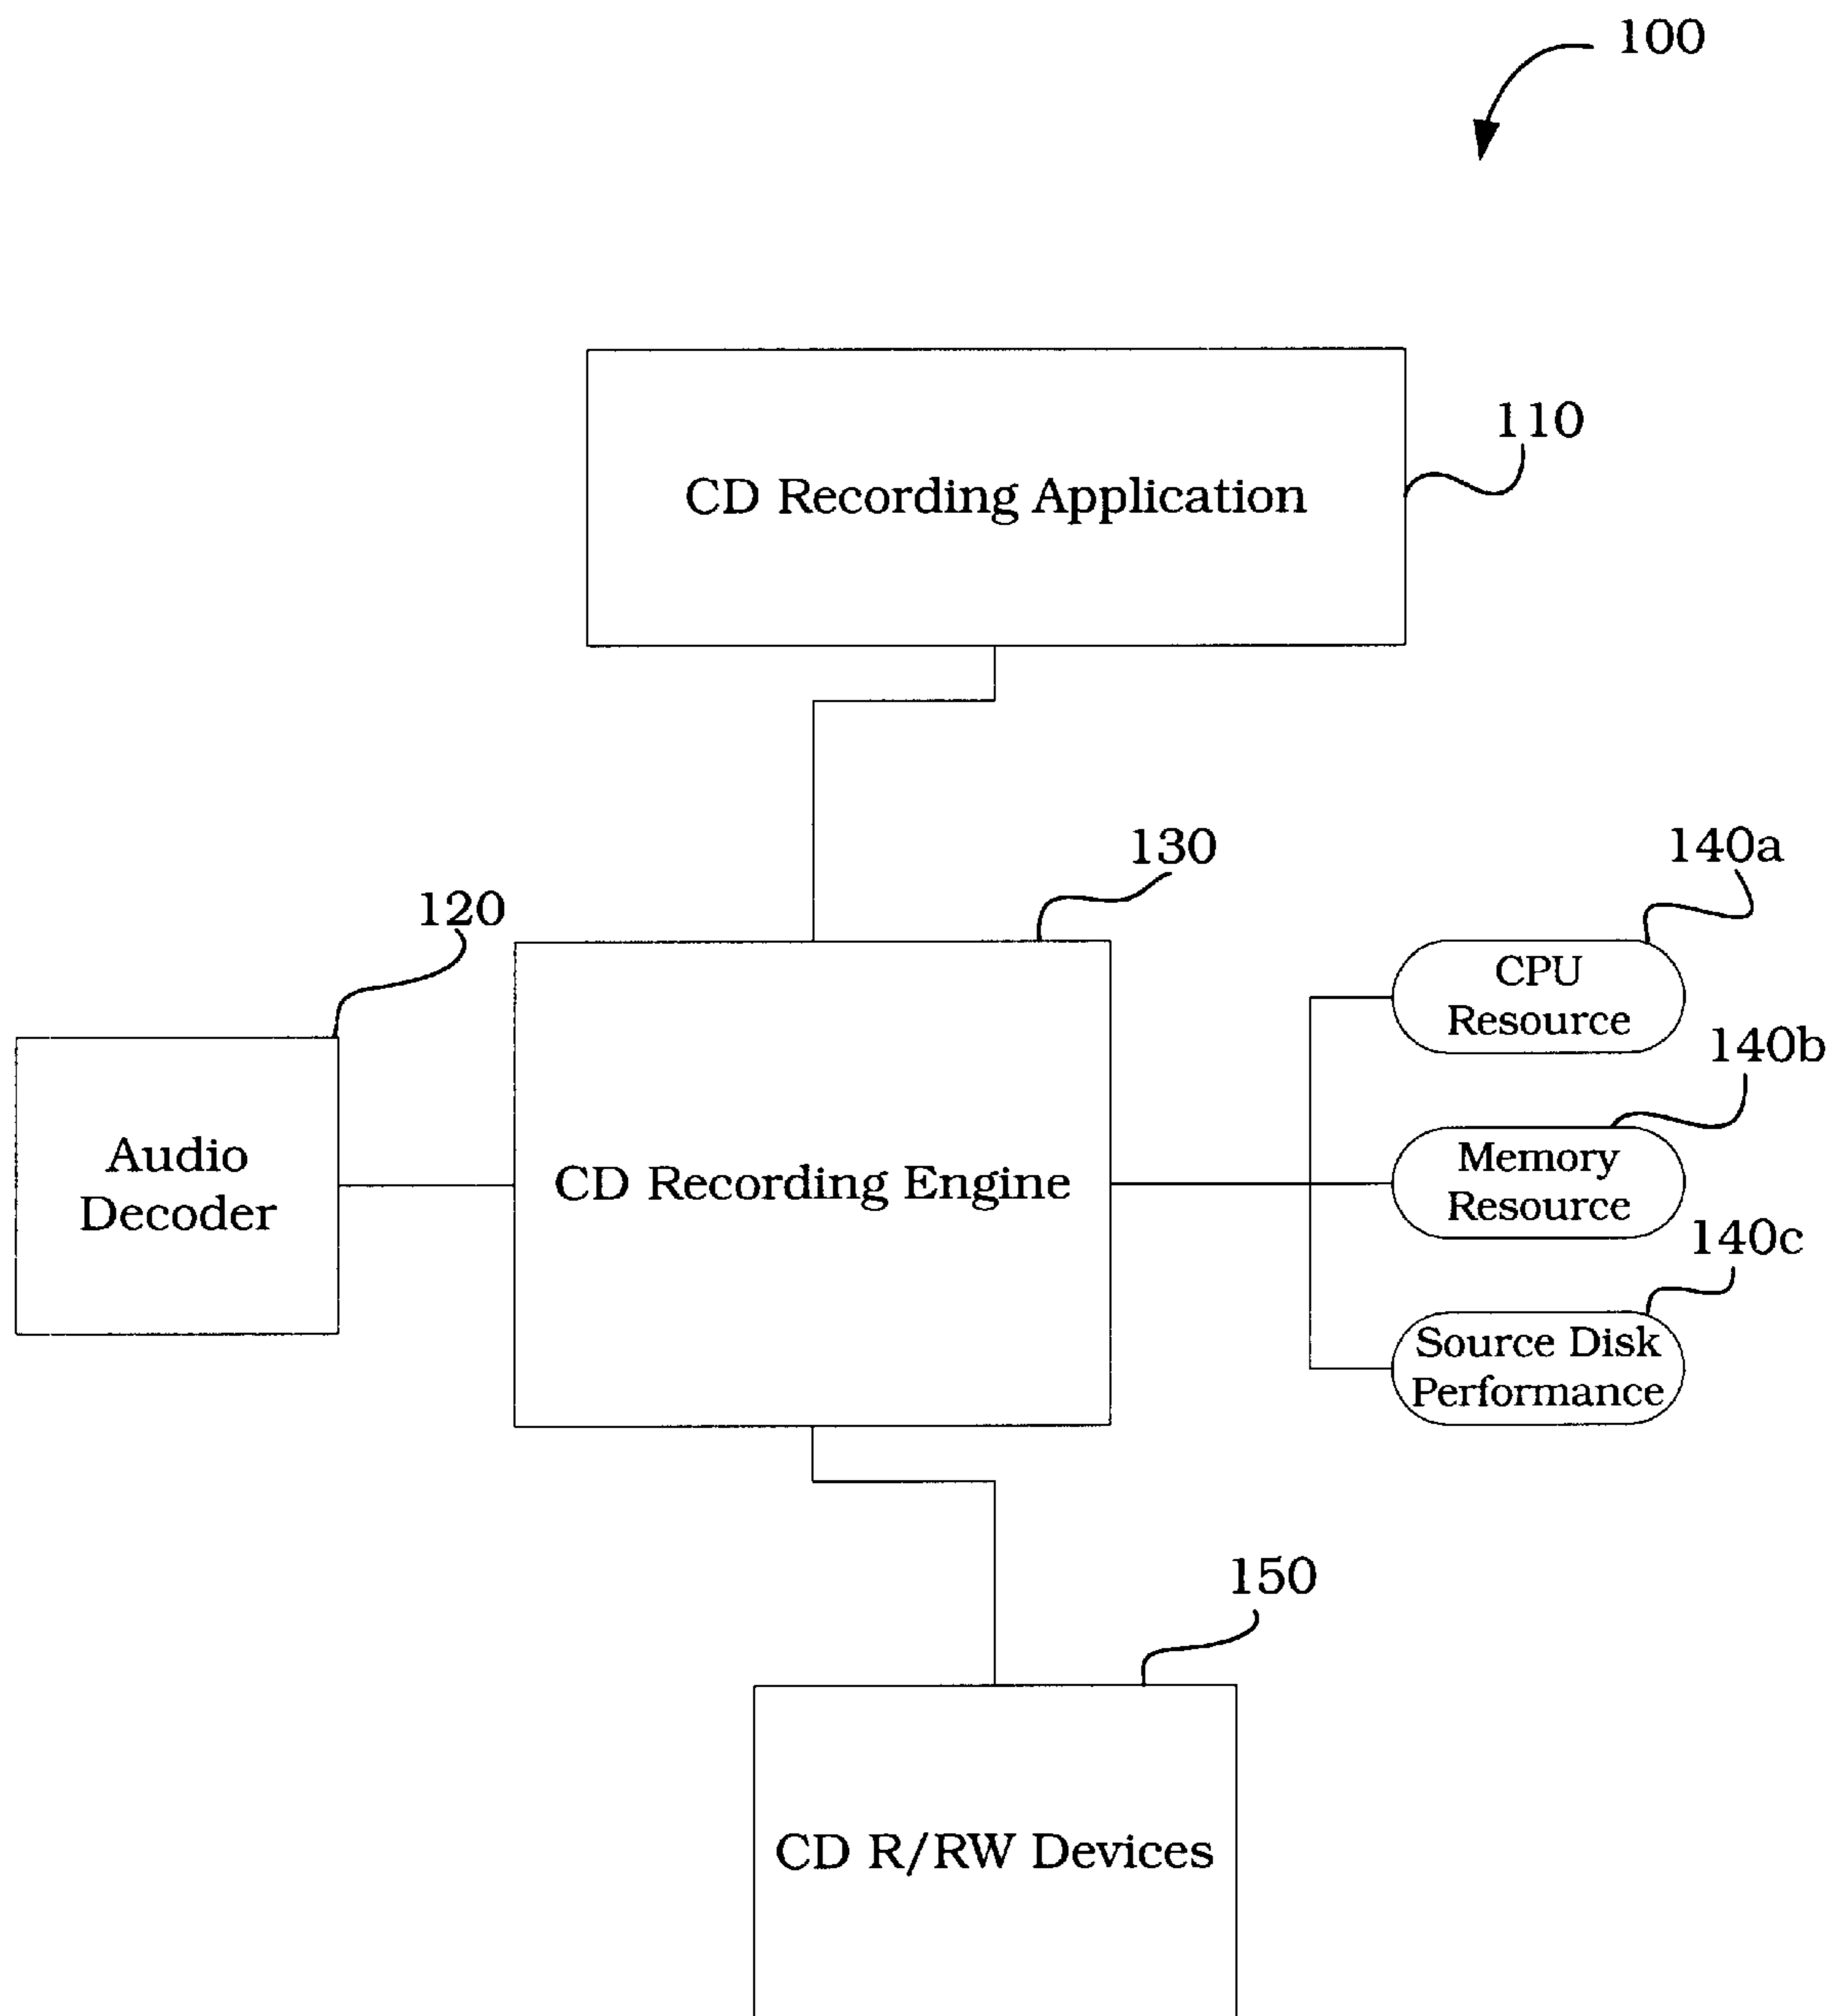 100
110
CD Recording Application
130
140a
120
CPU
Resource
140b
Audio
Decoder
CD Recording Engine
Memory
Resource
140c
Source Disk
Performance
150
CD R/RW Devices